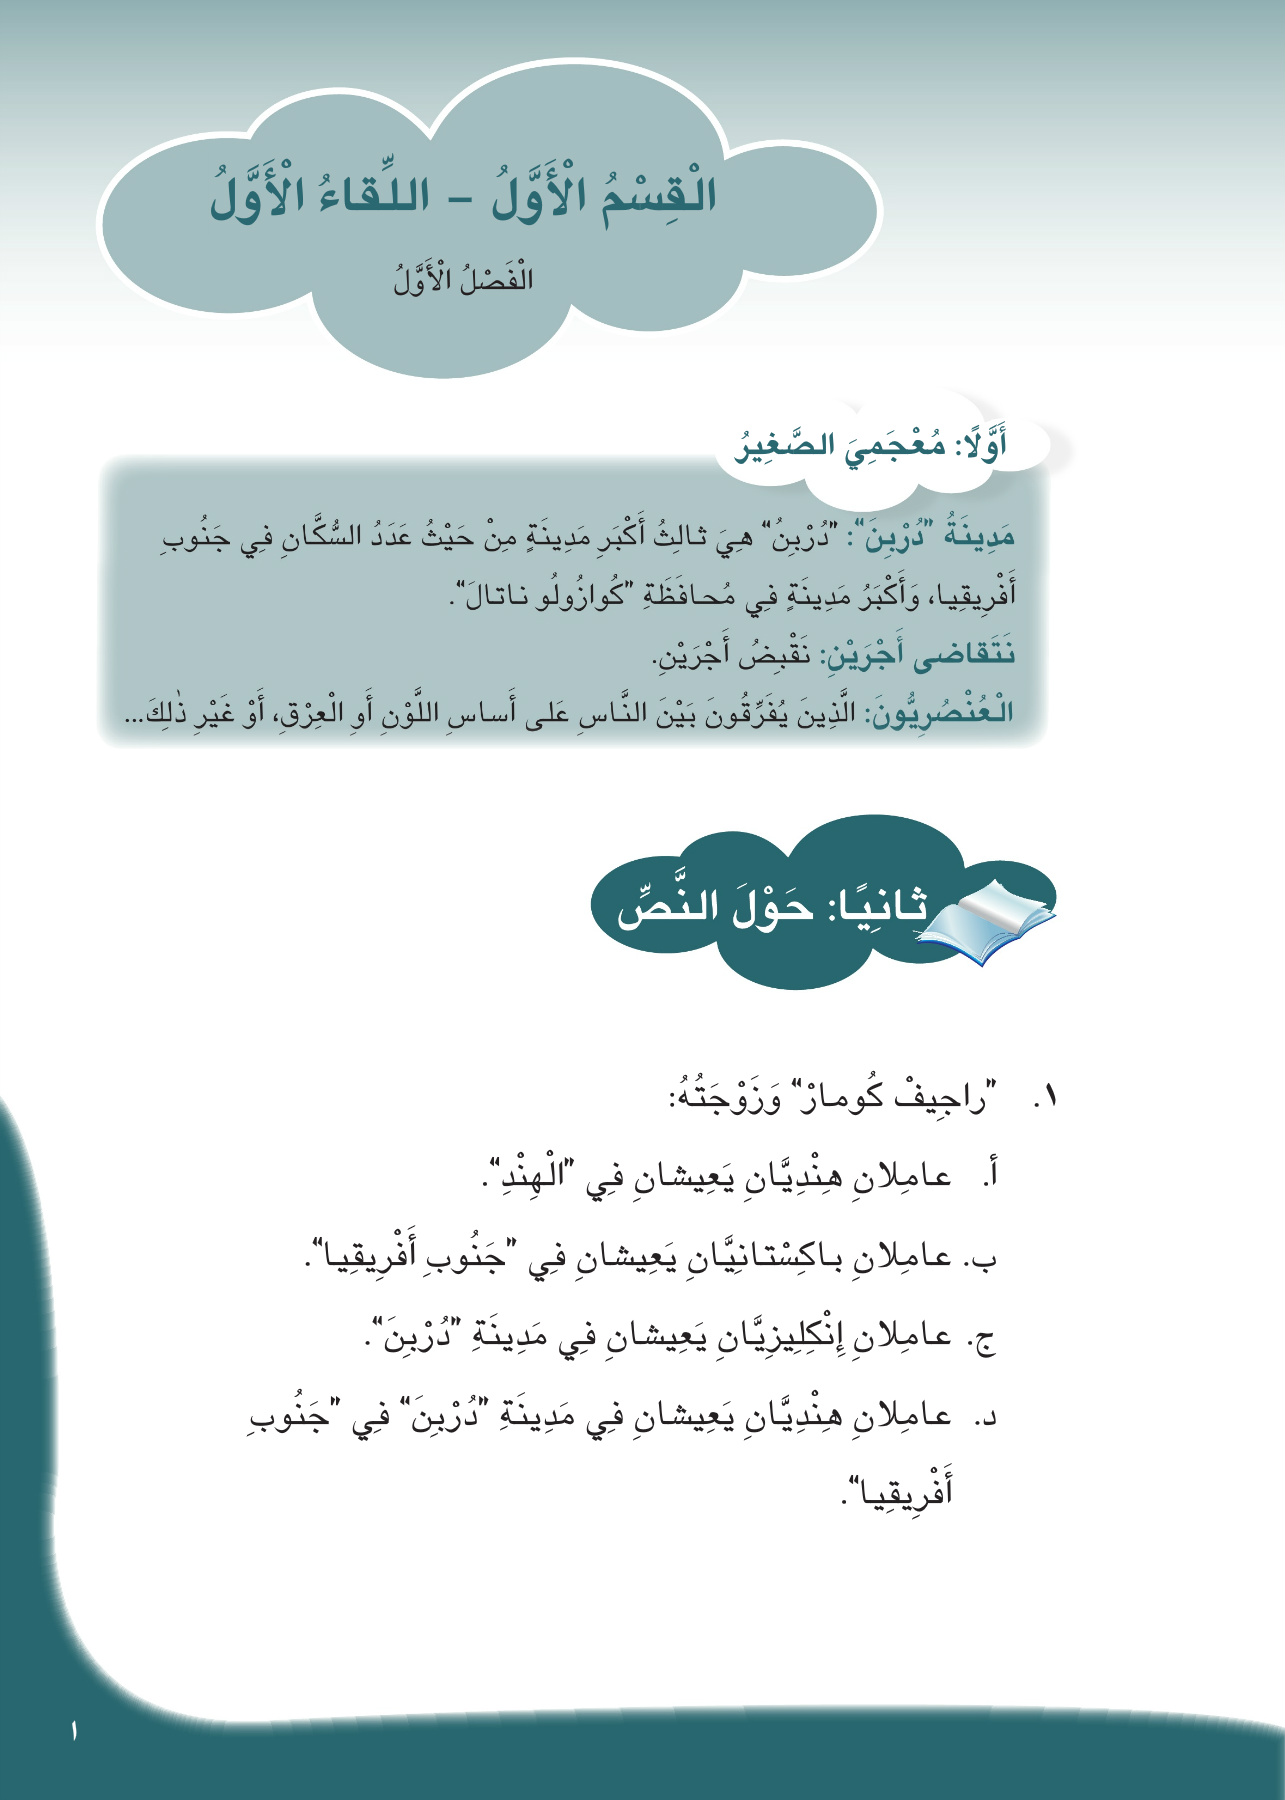 الْقِسْمُ الْأَوَّلُ – اللِّقاءُ الْأَوَّلُ
الْفَصْلُ الْأَوَّلُ
أَوَّلًا: مُعْجَمِيَ الصَّغِيرُ
مَدِينَةُ ”دُرْبِنَ“: ”دُرْبِنُ“ هِيَ ثالِثُ أَكْبَرِ مَدِينَةٍ مِنْ حَيْثُ عَدَدُ السُّكَّانِ فِي جَنُوبِ
أَفْرِيقِيا، وَأَكْبَرُ مَدِينَةٍ فِي مُحافَظَةِ ”كُوازُولُو ناتالَ“.
نَتَقاضى أَجْرَيْنِ: نَقْبِضُ أَجْرَيْنِ.
الْعُنْصُرِيُّونَ: الَّذِينَ يُفَرِّقُونَ بَيْنَ النَّاسِ عَلى أَساسِ اللَّوْنِ أَوِ الْعِرْقِ، أَوْ غَيْرِ ذٰلِكَ...
ثانِيًا: حَوْلَ النَّصِّ
١. ”راجِيفْ كُومارْ“ وَزَوْجَتُهُ:
أ. عامِلانِ هِنْدِيَّانِ يَعِيشانِ فِي ”الْهِنْدِ“.
ب. عامِلانِ باكِسْتانِيَّانِ يَعِيشانِ فِي ”جَنُوبِ أَفْرِيقِيا“.
ج. عامِلانِ إِنْكِلِيزِيَّانِ يَعِيشانِ فِي مَدِينَةِ ”دُرْبِنَ“.
د. عامِلانِ هِنْدِيَّانِ يَعِيشانِ فِي مَدِينَةِ ”دُرْبِنَ“ فِي ”جَنُوبِ
أَفْرِيقِيا“.
١